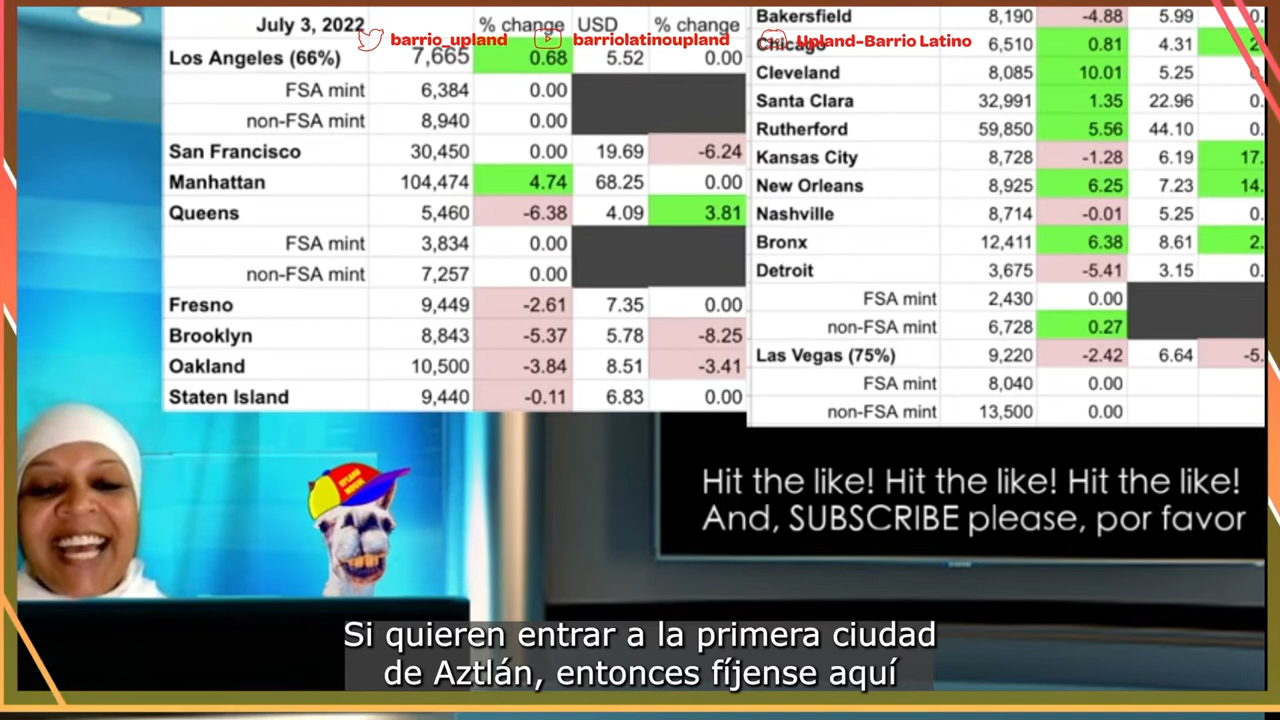 July 3, 2022 % change USD % change
barrio_upland barriolatinoupland Upland-Barrio Latino
Los Angeles (66%) 7,665 0.68 5.52 0.00
FSA mint 6,384 0.00
non-FSA mint 8,940 0.00
San Francisco 30,450 0.00 19.69 -6.24
Manhattan 104,474 4.74 68.25 0.00
Queens 5,460 -6.38 4.09 3.81
FSA mint 3,834 0.00
non-FSA mint 7,257 0.00
Fresno 9,449 -2.61 7.35 0.00
Brooklyn 8,843 -5.37 5.78 -8.25
Oakland 10,500 -3.84 8.51 -3.41
Staten Island 9,440 -0.11 6.83 0.00
Bakersfield 8,190 -4.88 5.99 0.
Chicago 6,510 0.81 4.31 2.
Cleveland 8,085 10.01 5.25 0.
Santa Clara 32,991 1.35 22.96 0.
Rutherford 59,850 5.56 44.10 0.
Kansas City 8,728 -1.28 6.19 17.
New Orleans 8,925 6.25 7.23 14.
Nashville 8,714 -0.01 5.25 0.
Bronx 12,411 6.38 8.61 2.
Detroit 3,675 -5.41 3.15 0.
FSA mint 2,430 0.00
non-FSA mint 6,728 0.27
Las Vegas (75%) 9,220 -2.42 6.64 -5.
FSA mint 8,040 0.00
non-FSA mint 13,500 0.00
Hit the like! Hit the like! Hit the like!
And, SUBSCRIBE please, por favor
Si quieren entrar a la primera ciudad
de Aztlán, entonces fíjense aquí